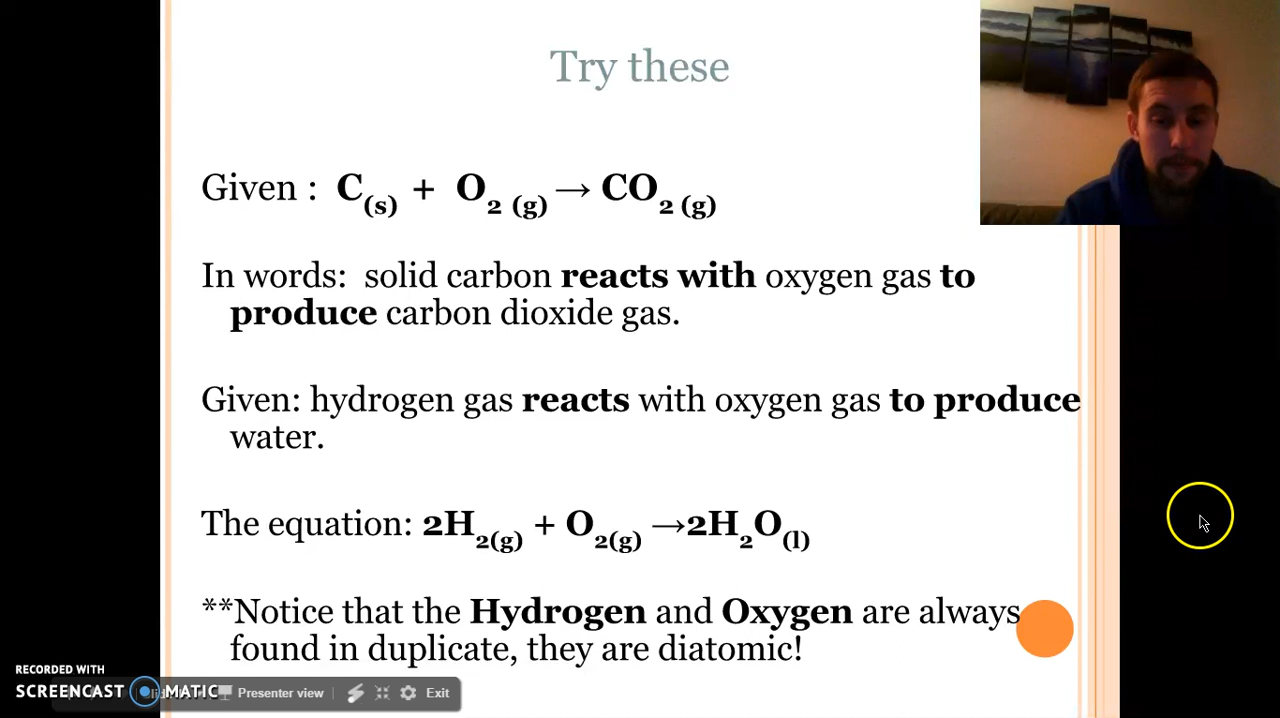 Try these
Given : C(s) + O2 (g) → CO2 (g)
In words: solid carbon reacts with oxygen gas to
produce carbon dioxide gas.
Given: hydrogen gas reacts with oxygen gas to produce
water.
The equation: 2H2(g) + O2(g) →2H2O(l)
**Notice that the Hydrogen and Oxygen are always
found in duplicate, they are diatomic!
RECORDED WITH
SCREENCAST MATIC
Presenter view
Exit